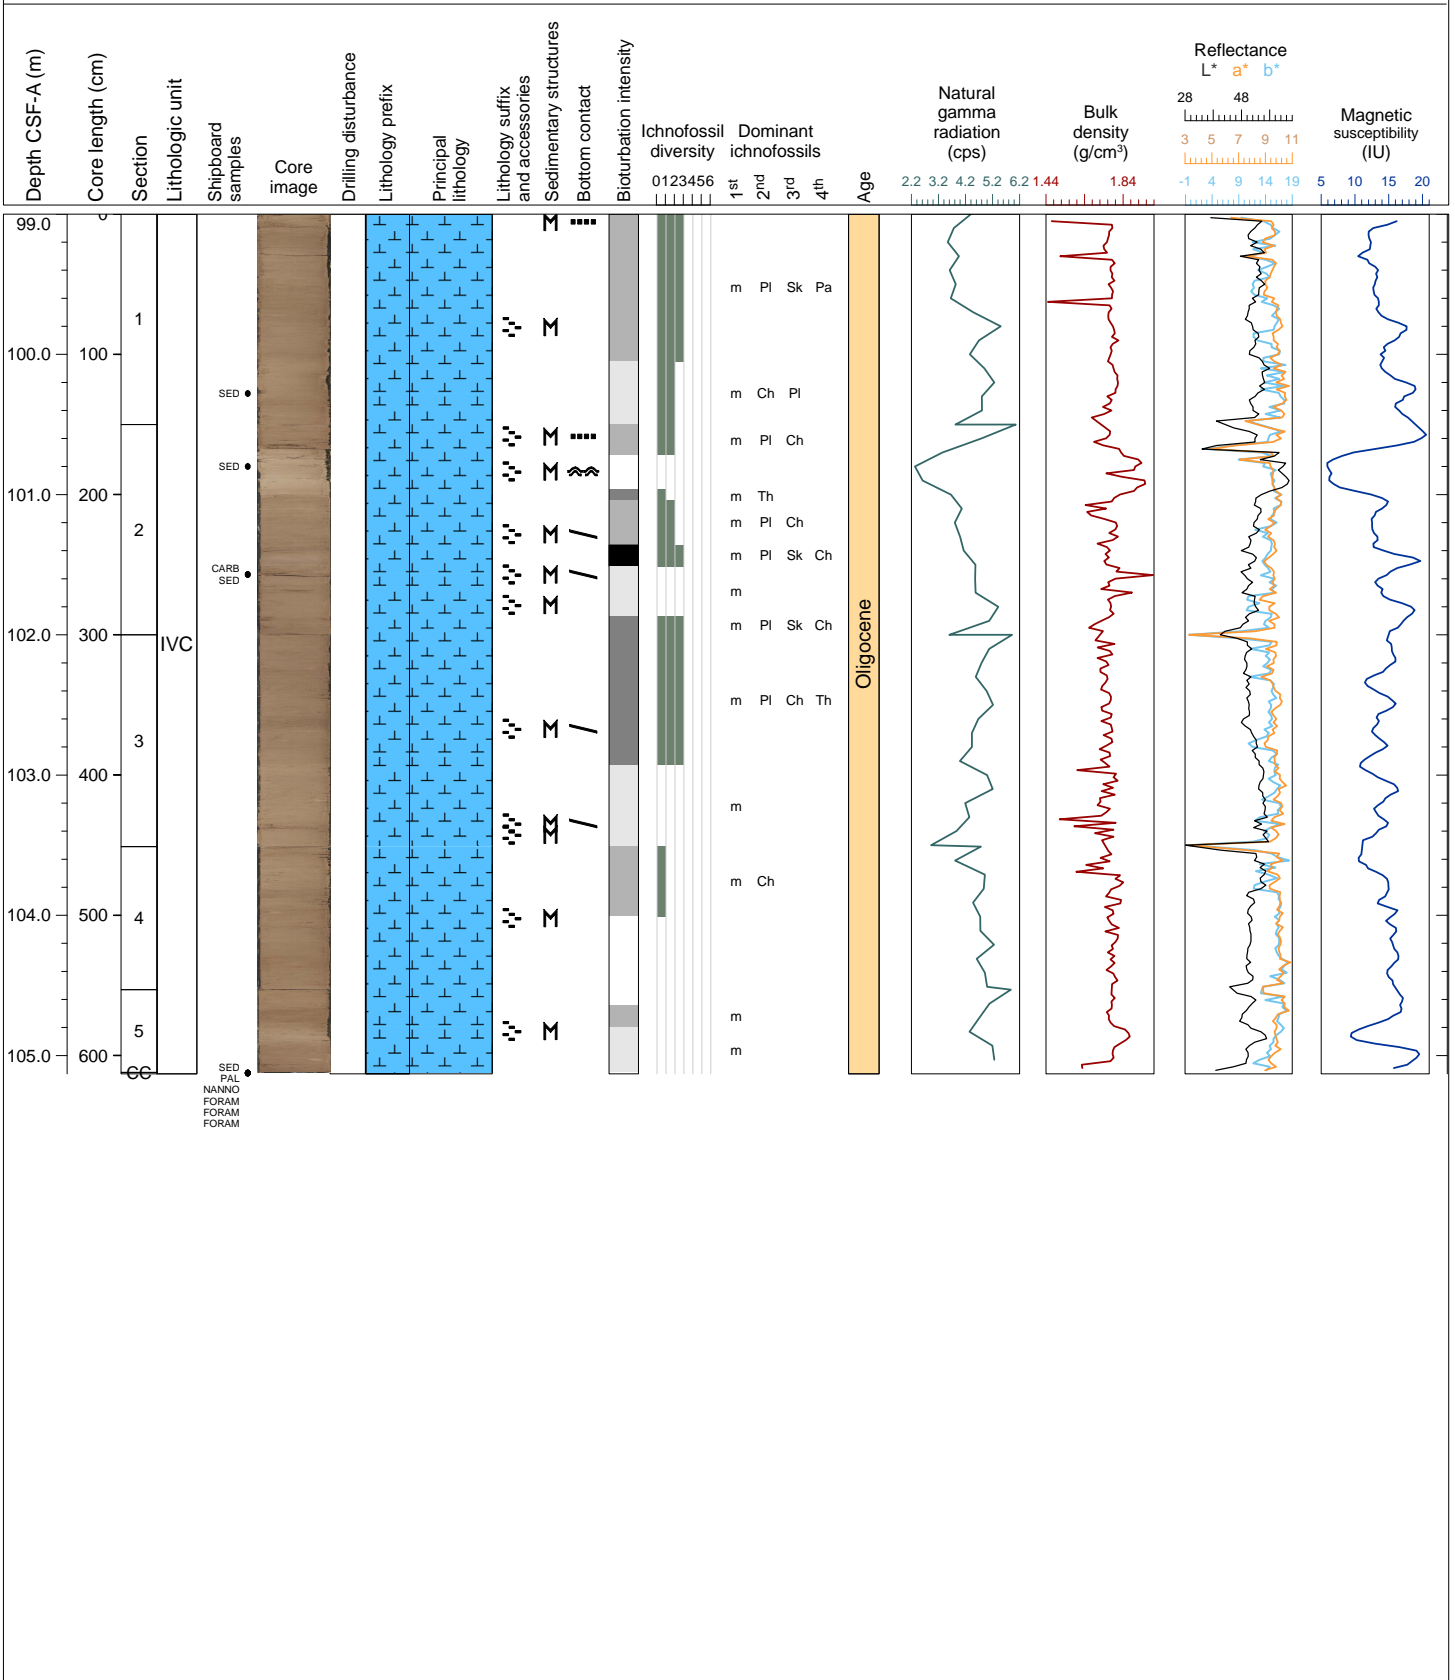 Depth CSF-A (m)
Core length (cm)
Section
Lithologic unit
Shipboard
samples
Core
image
Drilling disturbance
Lithology prefix
Principal
lithology
Lithology suffix
and accessories
Sedimentary structures
Bottom contact
Bioturbation intensity
Ichnofossil
diversity
0123456
Dominant
ichnofossils
1st 2nd 3rd 4th
Age
Natural
gamma
radiation
(cps)
2.2 3.2 4.2 5.2 6.2
Bulk
density
(g/cm³)
1.44 1.84
Reflectance
L* a* b*
28 48
3 5 7 9 11
-1 4 9 14 19
Magnetic
susceptibility
(IU)
5 10 15 20
99.0 0
m Pl Sk Pa
1
100.0 100
SED m Ch Pl
m Pl Ch
SED
101.0 200
m Th
m Pl Ch
2
m Pl Sk Ch
CARB
SED
m
m Pl Sk Ch
102.0 300
IVC
Oligocene
m Pl Ch Th
3
103.0 400
m
m Ch
104.0 500
4
m
5
m
105.0 600
CC
SED
PAL
NANNO
FORAM
FORAM
FORAM